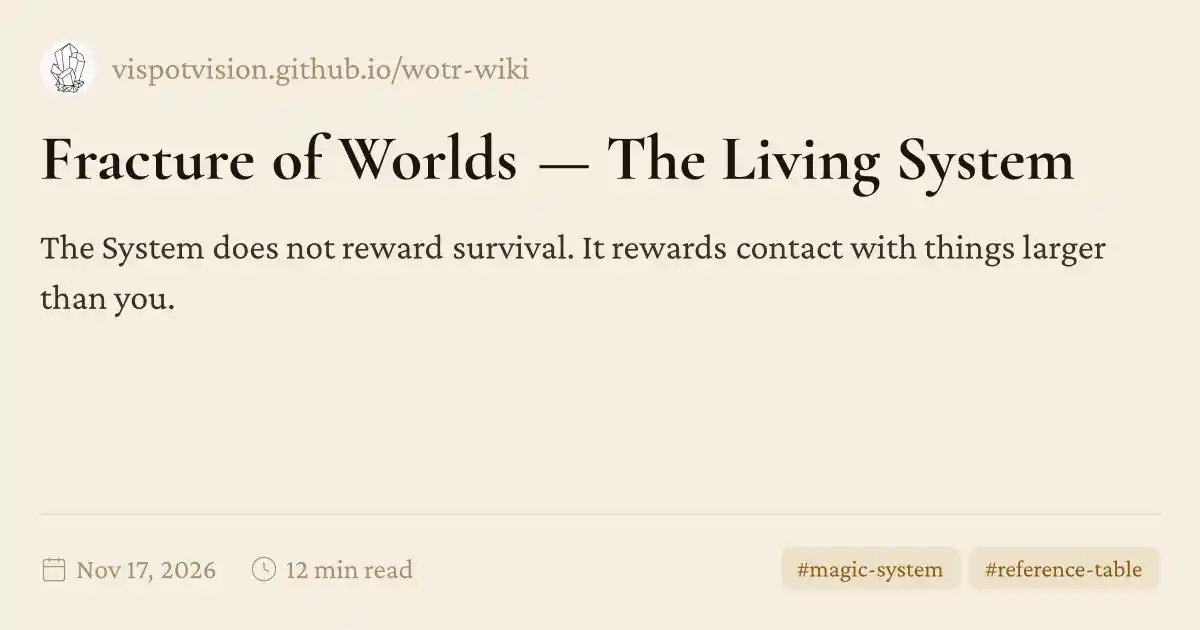 vispotvision.github.io/wotr-wiki
Fracture of Worlds — The Living System
The System does not reward survival. It rewards contact with things larger
than you.
Nov 17, 2026
12 min read
#magic-system
#reference-table